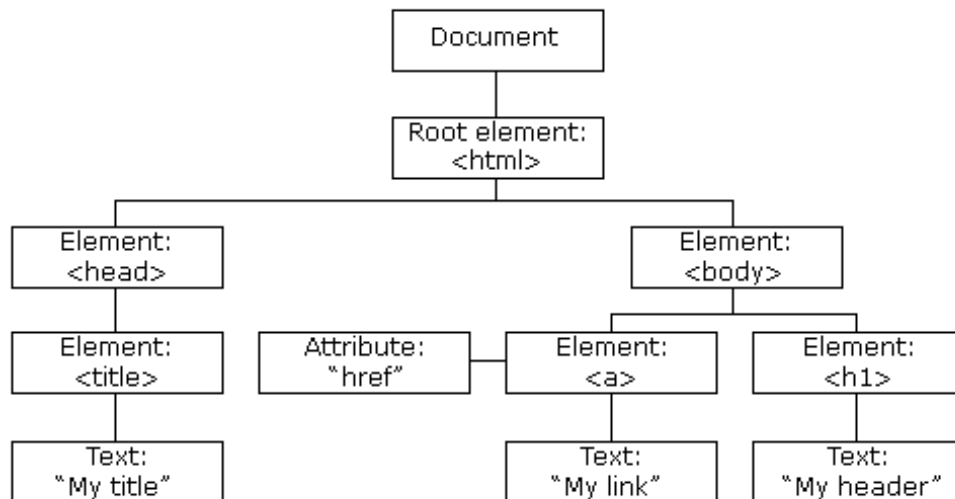 Document
Root element:
<html>
Element:
<head>
Element:
<body>
Element:
<title>
Attribute:
“href”
Element:
<a>
Element:
<h1>
Text:
“My title”
Text:
“My link”
Text:
“My header”